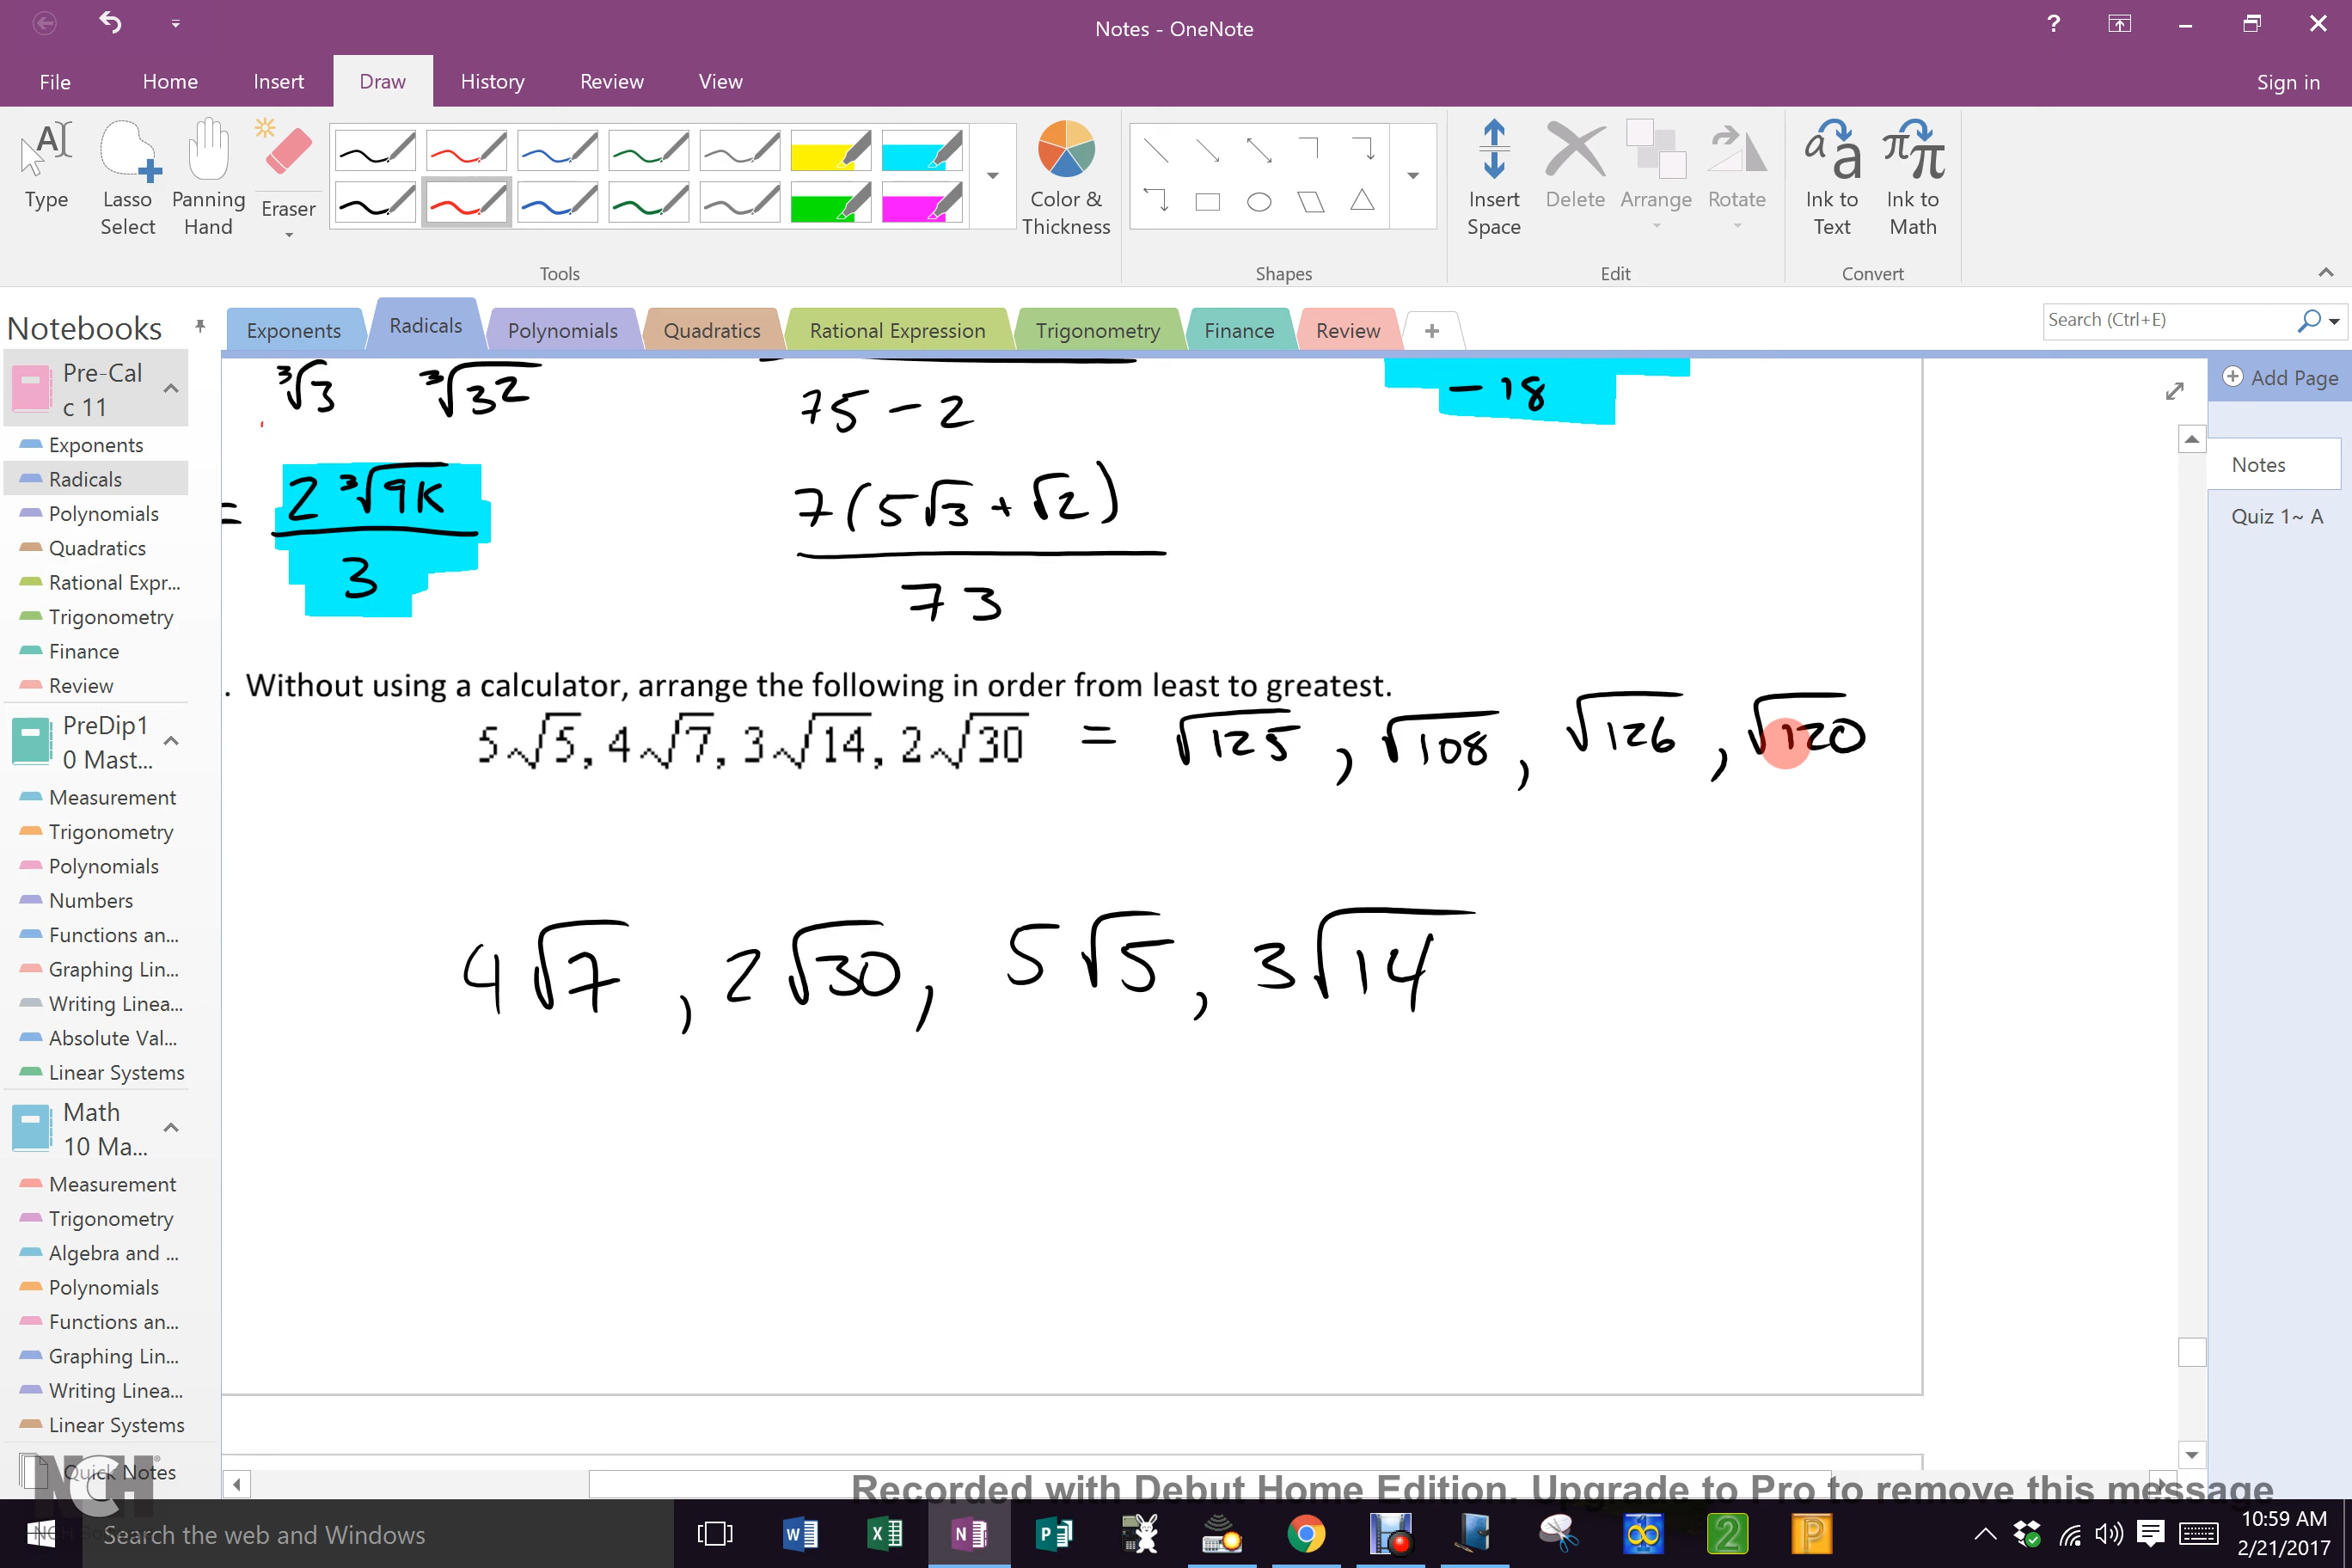 Notes - OneNote
?
File Home Insert Draw History Review View Sign in
Type
Lasso Select
Panning Hand
Eraser
Color & Thickness
Insert Space
Delete
Arrange
Rotate
Ink to Text
Ink to Math
Tools Shapes Edit Convert
Notebooks
Exponents Radicals Polynomials Quadratics Rational Expression Trigonometry Finance Review +
Search (Ctrl+E)
Pre-Calc 11
Exponents
Radicals
Polynomials
Quadratics
Rational Expr...
Trigonometry
Finance
Review
PreDip10 Mast...
Measurement
Trigonometry
Polynomials
Numbers
Functions an...
Graphing Lin...
Writing Linea...
Absolute Val...
Linear Systems
Math 10 Ma...
Measurement
Trigonometry
Algebra and ...
Polynomials
Functions an...
Graphing Lin...
Writing Linea...
Linear Systems
Quick Notes
∛3 ∛3²
75 - 2
-18
= 2∛9K / 3
7(5√3 + √2)
73
. Without using a calculator, arrange the following in order from least to greatest.
5√5, 4√7, 3√14, 2√30 = √125, √108, √126, √120
4√7, 2√30, 5√5, 3√14
Add Page
Notes
Quiz 1~ A
Recorded with Debut Home Edition. Upgrade to Pro to remove this message
NCH
Search the web and Windows
10:59 AM
2/21/2017